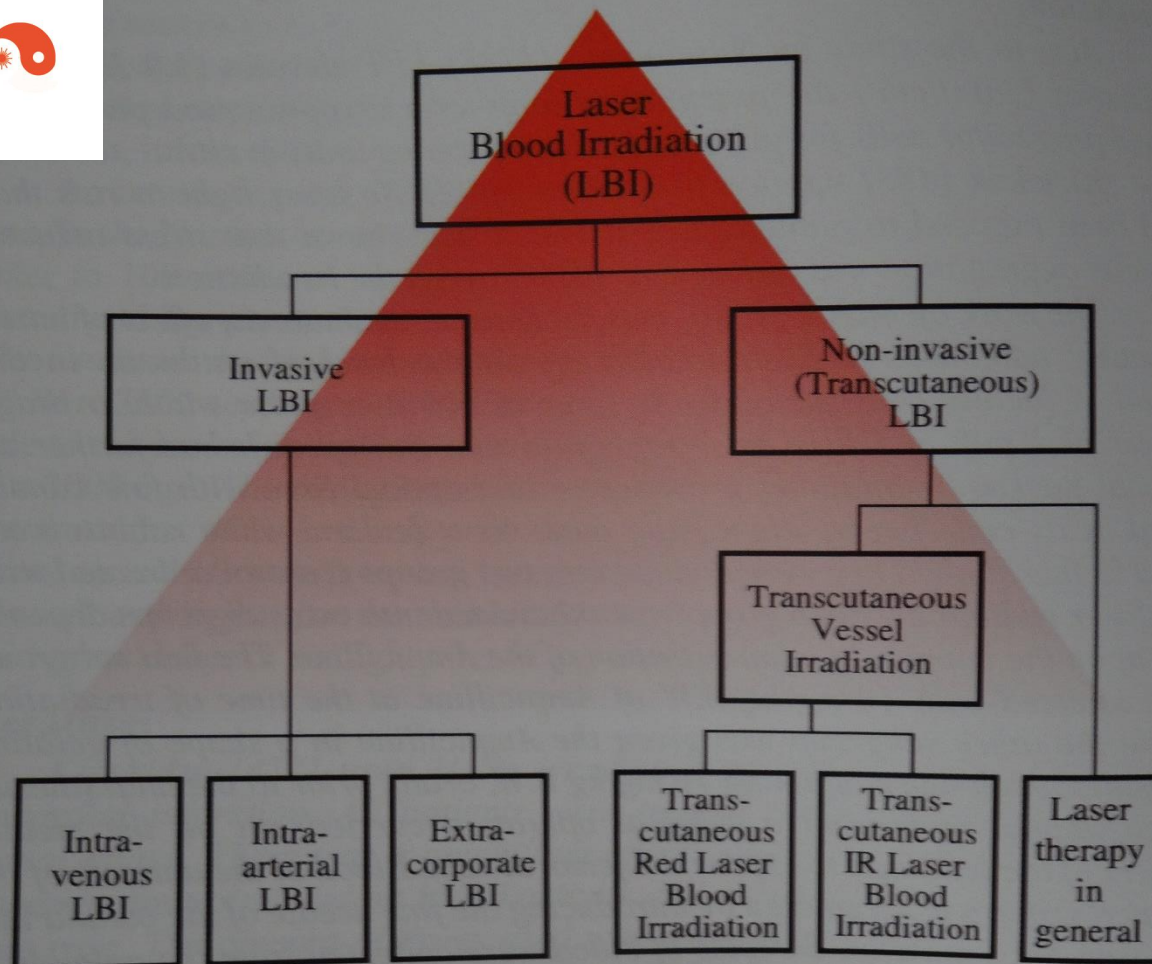 Laser
Blood Irradiation
(LBI)
Invasive
LBI
Non-invasive
(Transcutaneous)
LBI
Transcutaneous
Vessel
Irradiation
Intra-
venous
LBI
Intra-
arterial
LBI
Extra-
corporate
LBI
Trans-
cutaneous
Red Laser
Blood
Irradiation
Trans-
cutaneous
IR Laser
Blood
Irradiation
Laser
therapy
in
general